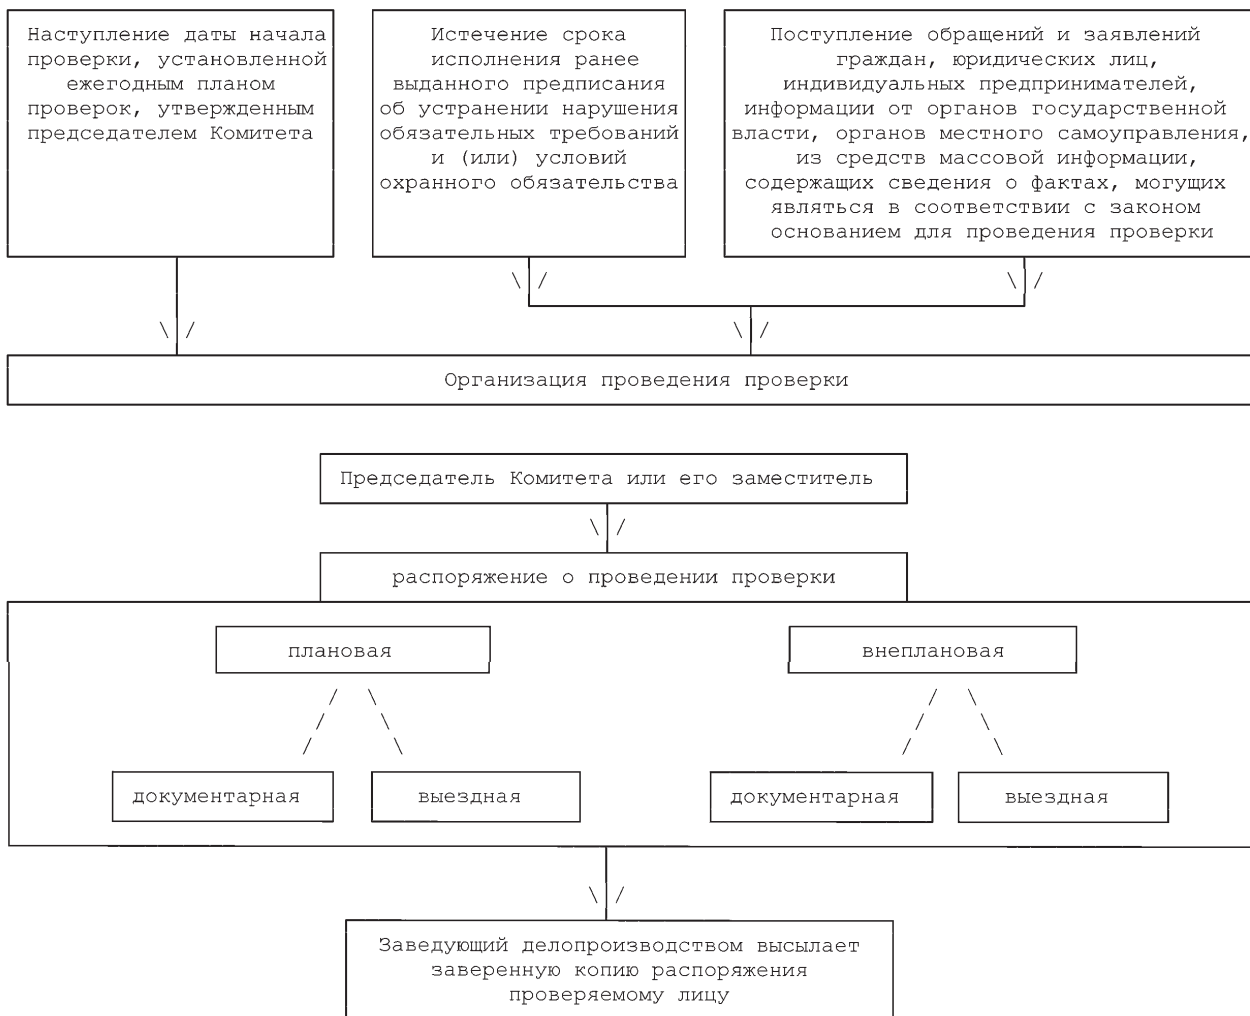 Наступление даты начала
проверки, установленной
ежегодным планом
проверок, утвержденным
председателем Комитета
Истечение срока
исполнения ранее
выданного предписания
об устранении нарушения
обязательных требований
и (или) условий
охранного обязательства
Поступление обращений и заявлений
граждан, юридических лиц,
индивидуальных предпринимателей,
информации от органов государственной
власти, органов местного самоуправления,
из средств массовой информации,
содержащих сведения о фактах, могущих
являться в соответствии с законом
основанием для проведения проверки
Организация проведения проверки
Председатель Комитета или его заместитель
распоряжение о проведении проверки
плановая
внеплановая
документарная
выездная
документарная
выездная
Заведующий делопроизводством высылает
заверенную копию распоряжения
проверяемому лицу